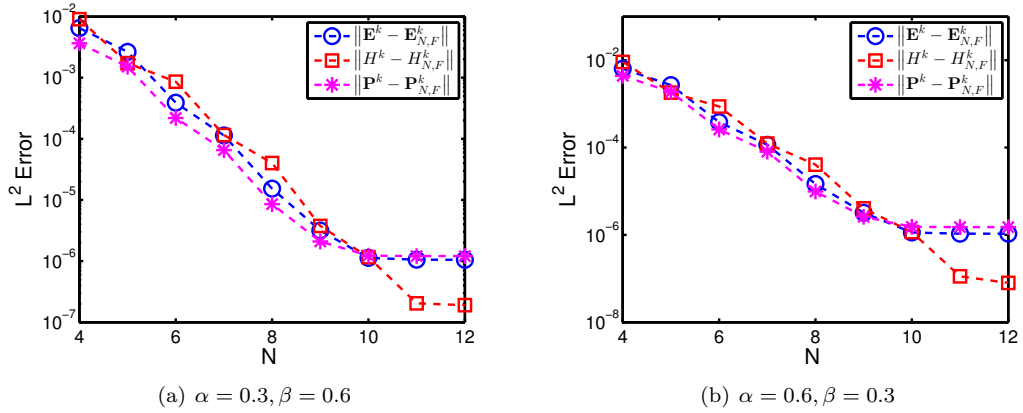 10^-2
10^-3
10^-4
10^-5
10^-6
10^-7
L^2 Error
4 6 8 10 12
N
‖E^k − E^k_{N,F}‖
‖H^k − H^k_{N,F}‖
‖P^k − P^k_{N,F}‖
(a) α = 0.3, β = 0.6
10^-2
10^-4
10^-6
10^-8
L^2 Error
4 6 8 10 12
N
‖E^k − E^k_{N,F}‖
‖H^k − H^k_{N,F}‖
‖P^k − P^k_{N,F}‖
(b) α = 0.6, β = 0.3